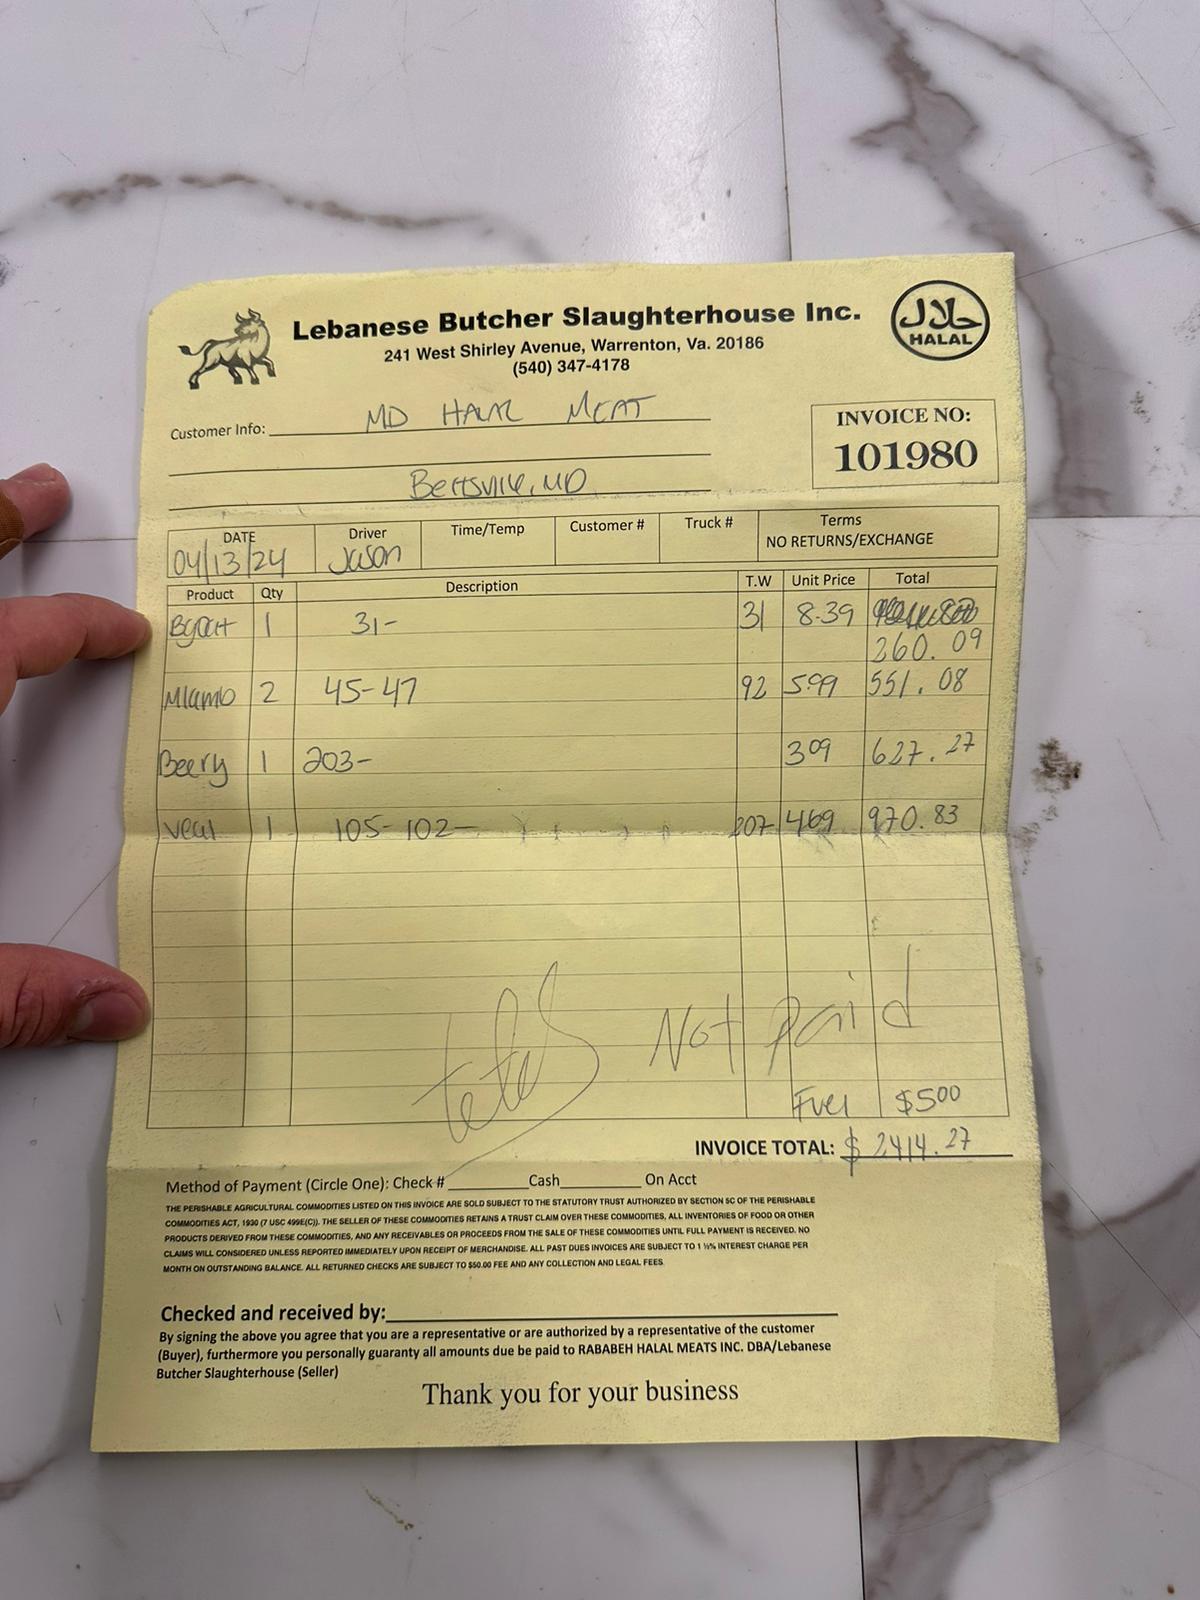 Lebanese Butcher Slaughterhouse Inc.
241 West Shirley Avenue, Warrenton, Va. 20186
(540) 347-4178
حلال
HALAL
Customer Info: MD HALAL MEAT
Beltsville, MD
INVOICE NO:
101980
DATE Driver Time/Temp Customer # Truck # Terms
04/13/24 Jason NO RETURNS/EXCHANGE
Product Qty Description T.W Unit Price Total
1 31- 31 8.39
260.09
Mlamb 2 45-47 92 5.99 551.08
1 203- 309 627.27
veal 1 105-102- 207 469 970.83
Not Paid
Fuel $500
INVOICE TOTAL: $ 2414.27
Method of Payment (Circle One): Check # Cash On Acct
THE PERISHABLE AGRICULTURAL COMMODITIES LISTED ON THIS INVOICE ARE SOLD SUBJECT TO THE STATUTORY TRUST AUTHORIZED BY SECTION 5C OF THE PERISHABLE
COMMODITIES ACT, 1930 (7 USC 499E(C)). THE SELLER OF THESE COMMODITIES RETAINS A TRUST CLAIM OVER THESE COMMODITIES, ALL INVENTORIES OF FOOD OR OTHER
PRODUCTS DERIVED FROM THESE COMMODITIES, AND ANY RECEIVABLES OR PROCEEDS FROM THE SALE OF THESE COMMODITIES UNTIL FULL PAYMENT IS RECEIVED. NO
CLAIMS WILL CONSIDERED UNLESS REPORTED IMMEDIATELY UPON RECEIPT OF MERCHANDISE. ALL PAST DUES INVOICES ARE SUBJECT TO 1 ½% INTEREST CHARGE PER
MONTH ON OUTSTANDING BALANCE. ALL RETURNED CHECKS ARE SUBJECT TO $50.00 FEE AND ANY COLLECTION AND LEGAL FEES
Checked and received by:
By signing the above you agree that you are a representative or are authorized by a representative of the customer
(Buyer), furthermore you personally guaranty all amounts due be paid to RABABEH HALAL MEATS INC. DBA/Lebanese
Butcher Slaughterhouse (Seller)
Thank you for your business